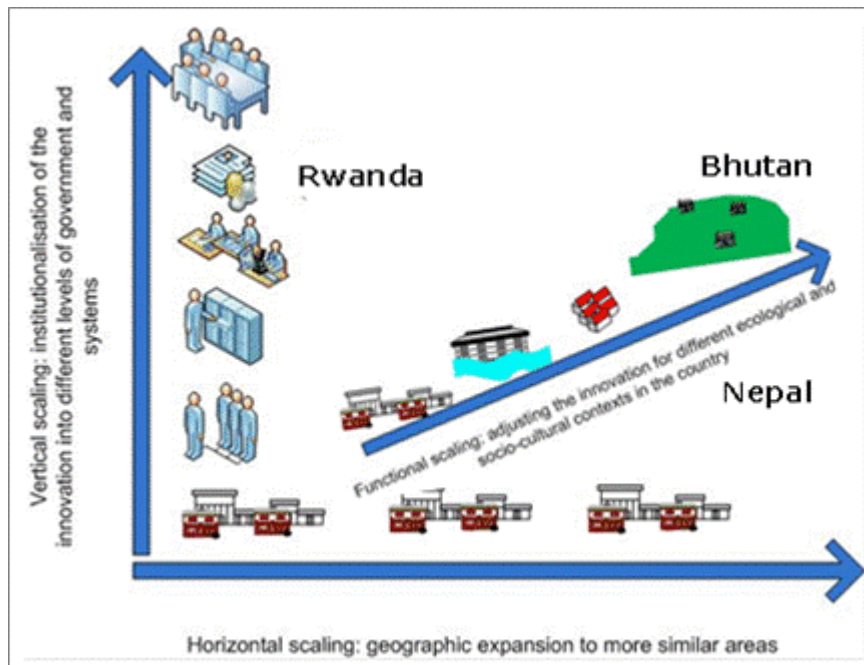 Vertical scaling: institutionalisation of the
innovation into different levels of government and
systems
Rwanda
Bhutan
Functional scaling: adjusting the innovation for different ecological and
socio-cultural contexts in the country
Nepal
Horizontal scaling: geographic expansion to more similar areas